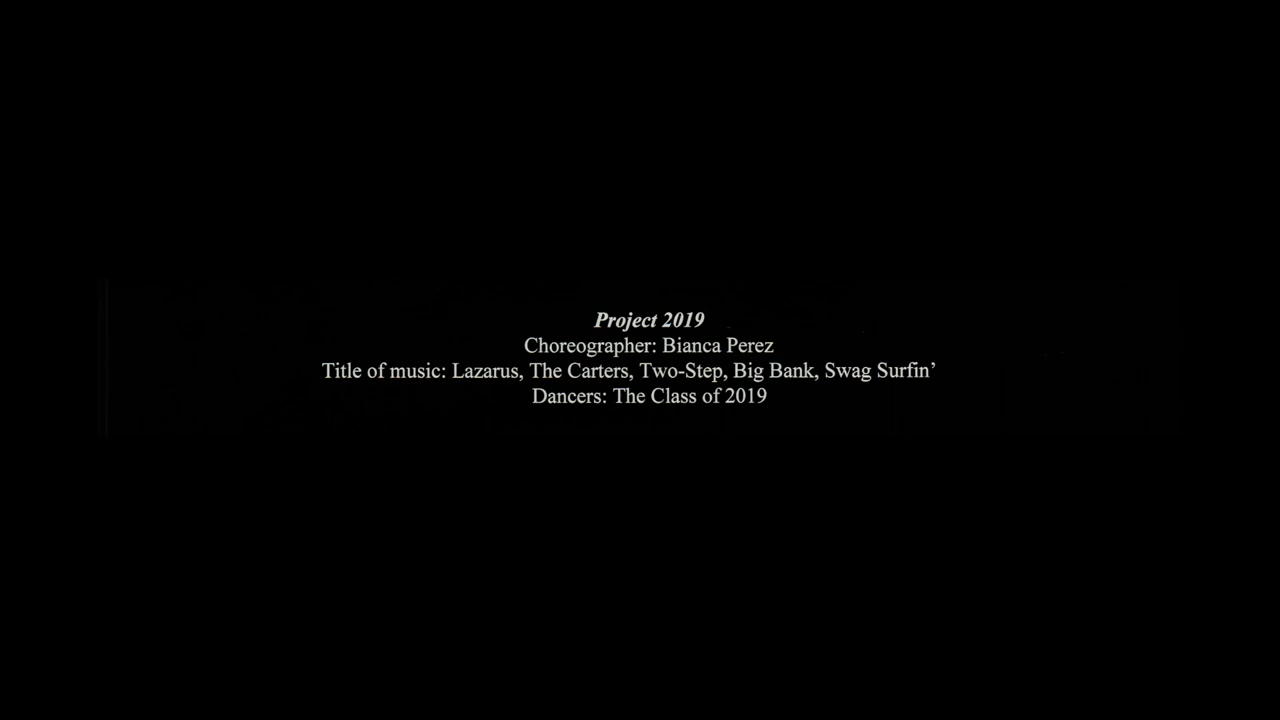 Project 2019
Choreographer: Bianca Perez
Title of music: Lazarus, The Carters, Two-Step, Big Bank, Swag Surfin’
Dancers: The Class of 2019